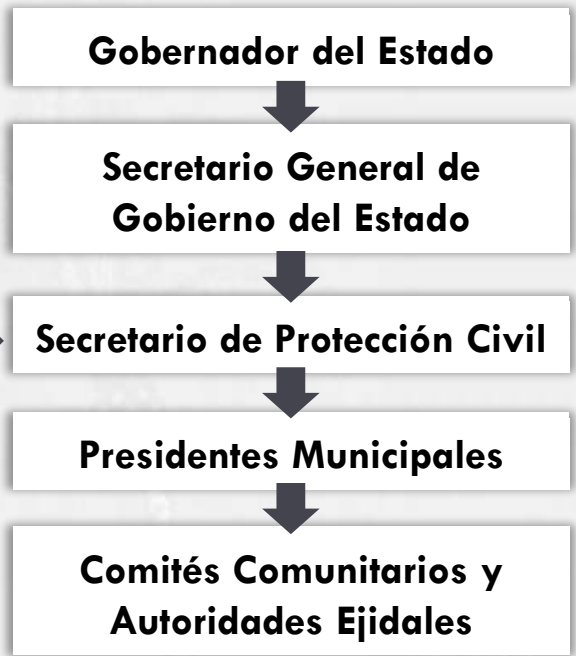 Gobernador del Estado
Secretario General de
Gobierno del Estado
Secretario de Protección Civil
Presidentes Municipales
Comités Comunitarios y
Autoridades Ejidales